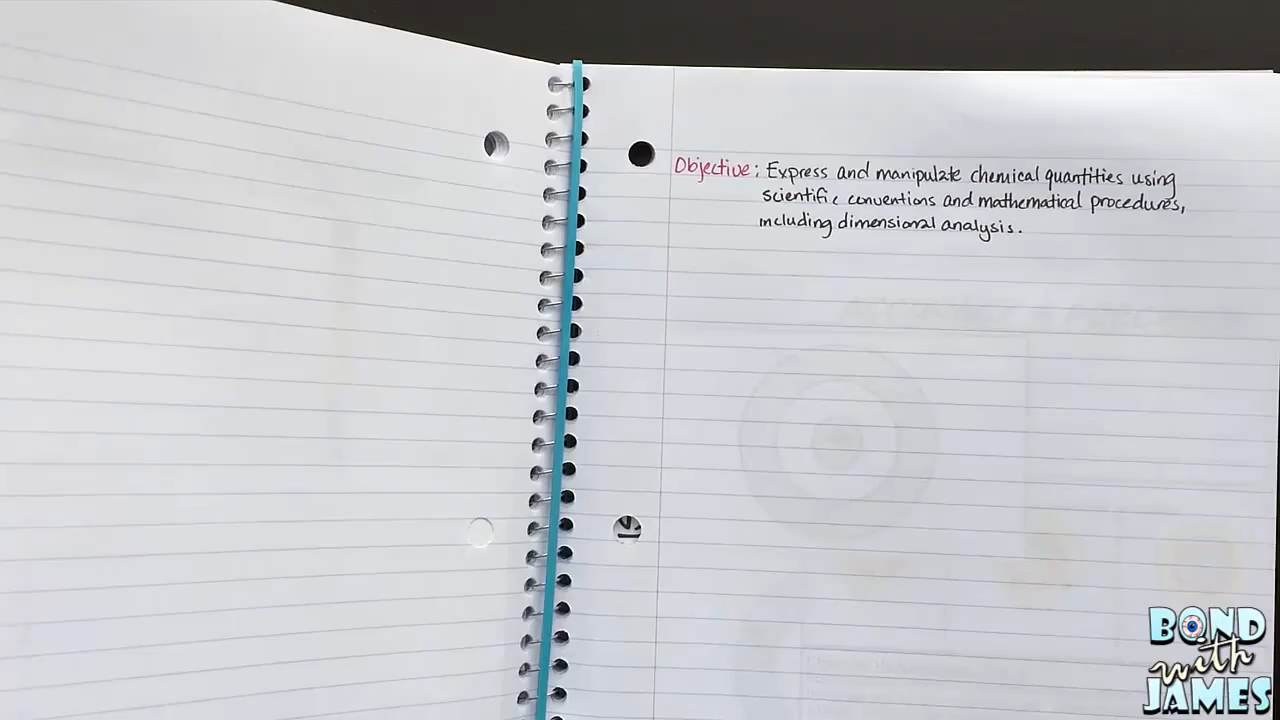 Objective: Express and manipulate chemical quantities using
scientific conventions and mathematical procedures,
including dimensional analysis.
BOND
with
JAMES